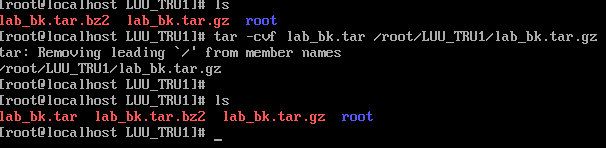 [root@localhost LUU_TRU1]# ls
lab_bk.tar.bz2  lab_bk.tar.gz  root
[root@localhost LUU_TRU1]# tar -cvf lab_bk.tar /root/LUU_TRU1/lab_bk.tar.gz
tar: Removing leading `/' from member names
/root/LUU_TRU1/lab_bk.tar.gz
[root@localhost LUU_TRU1]#
[root@localhost LUU_TRU1]# ls
lab_bk.tar  lab_bk.tar.bz2  lab_bk.tar.gz  root
[root@localhost LUU_TRU1]# _